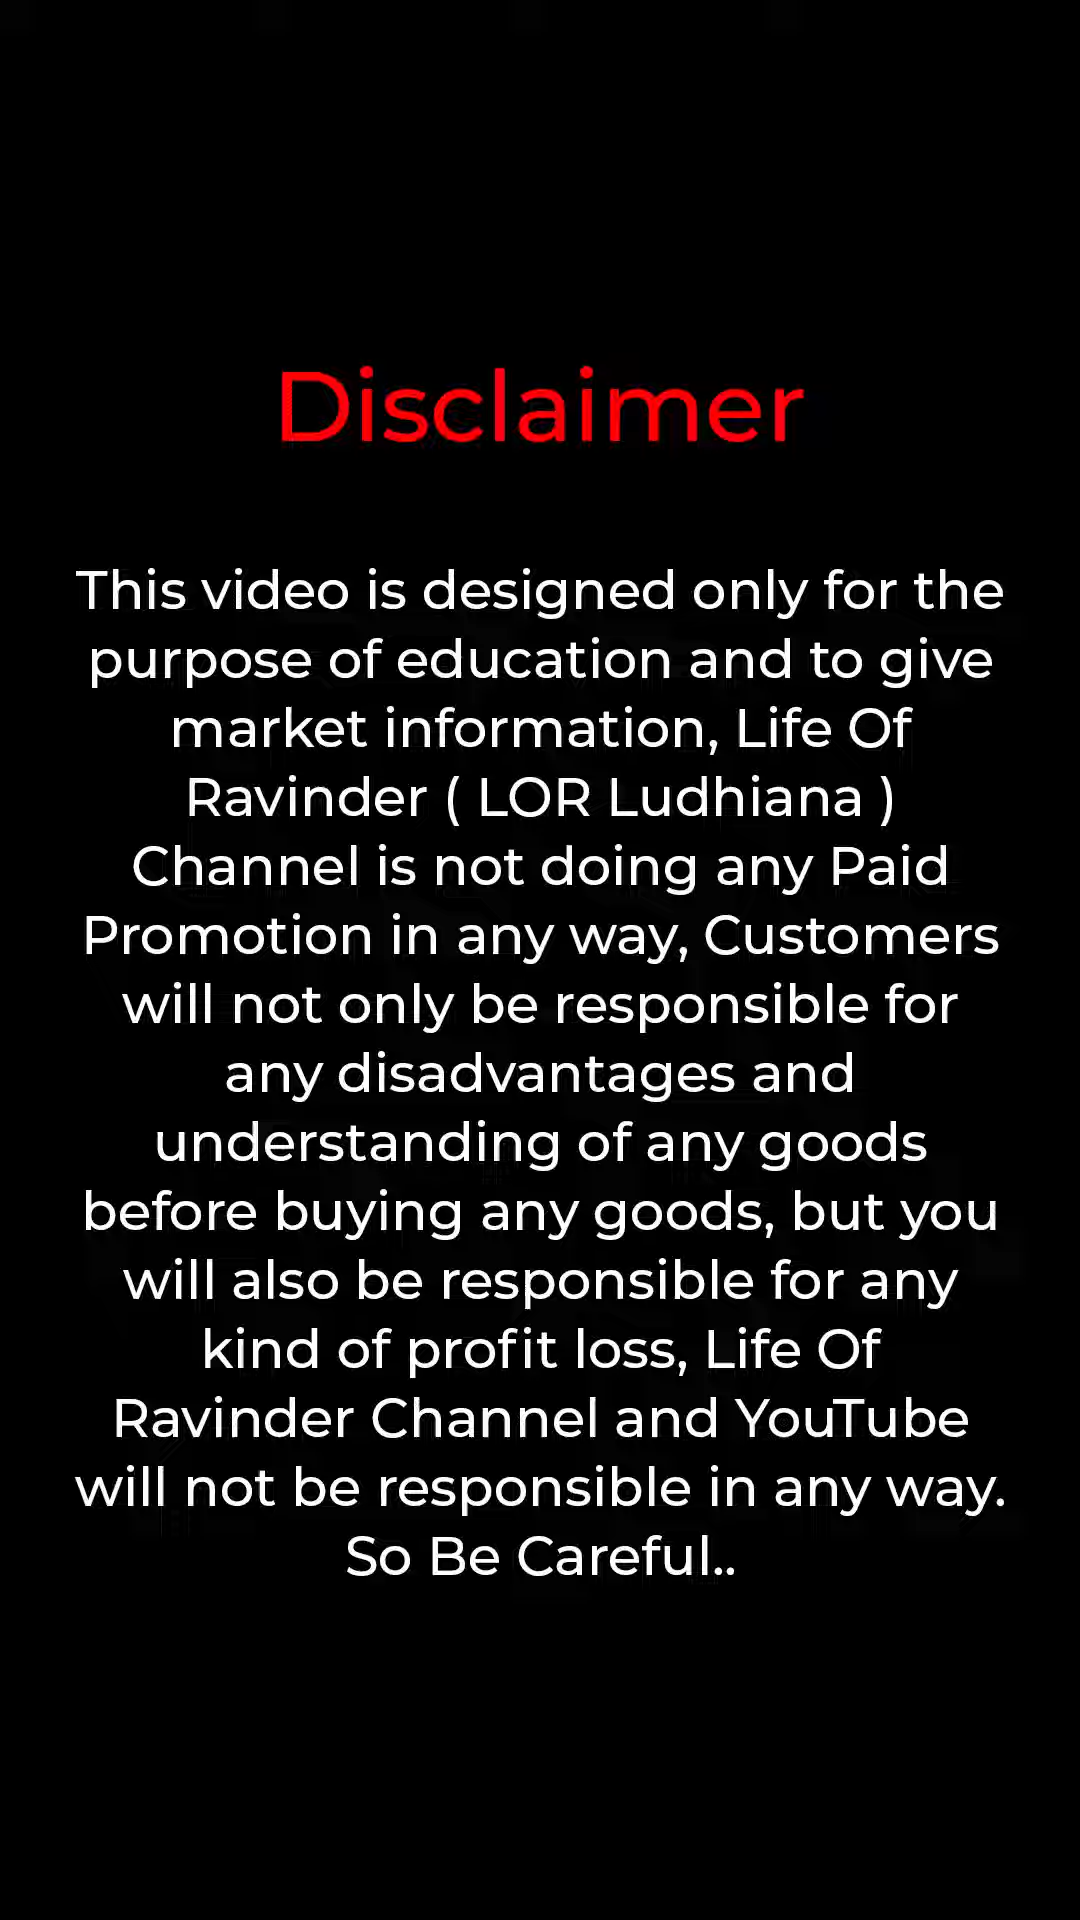 Disclaimer
This video is designed only for the
purpose of education and to give
market information, Life Of
Ravinder ( LOR Ludhiana )
Channel is not doing any Paid
Promotion in any way, Customers
will not only be responsible for
any disadvantages and
understanding of any goods
before buying any goods, but you
will also be responsible for any
kind of profit loss, Life Of
Ravinder Channel and YouTube
will not be responsible in any way.
So Be Careful..